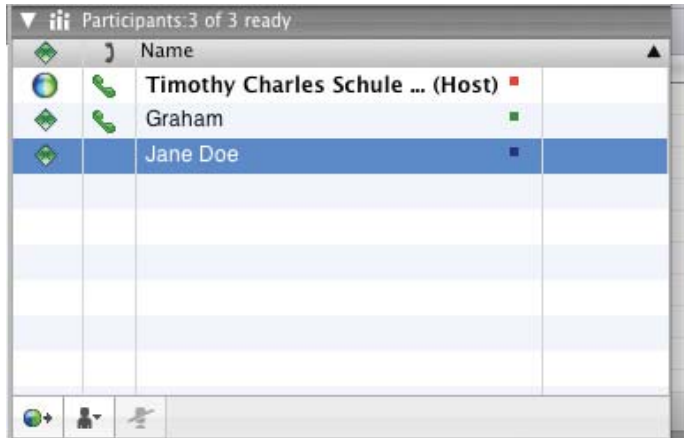 Participants:3 of 3 ready
Name
Timothy Charles Schule ... (Host)
Graham
Jane Doe